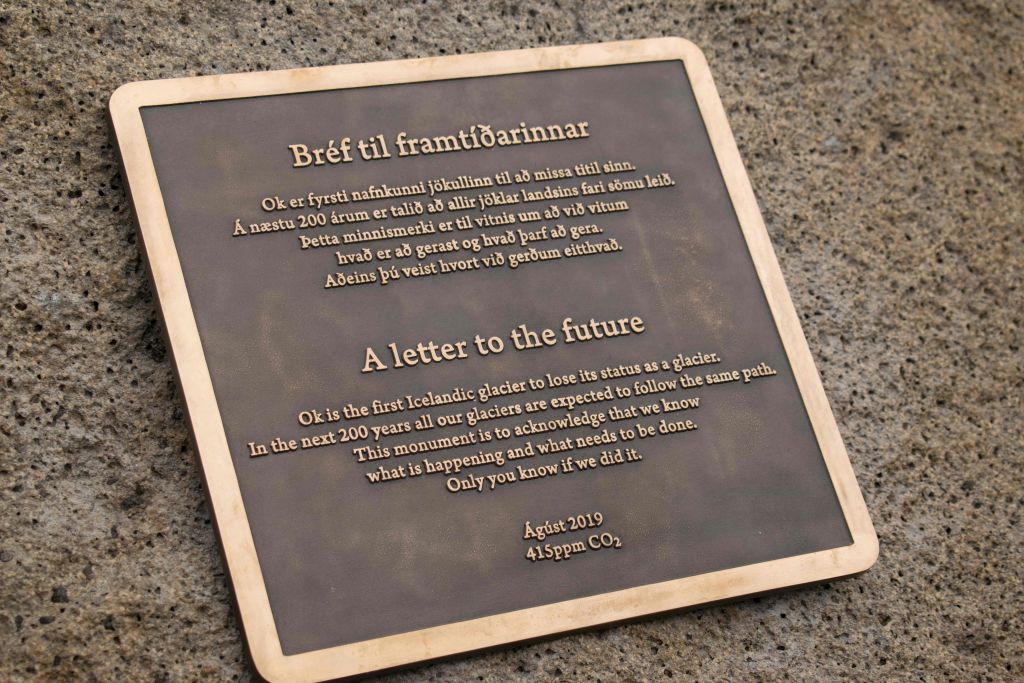 Bréf til framtíðarinnar
Ok er fyrsti nafnkunni jökullinn til að missa titil sinn.
Á næstu 200 árum er talið að allir jöklar landsins fari sömu leið.
Þetta minnismerki er til vitnis um að við vitum
hvað er að gerast og hvað þarf að gera.
Aðeins þú veist hvort við gerðum eitthvað.
A letter to the future
Ok is the first Icelandic glacier to lose its status as a glacier.
In the next 200 years all our glaciers are expected to follow the same path.
This monument is to acknowledge that we know
what is happening and what needs to be done.
Only you know if we did it.
Ágúst 2019
415ppm CO₂